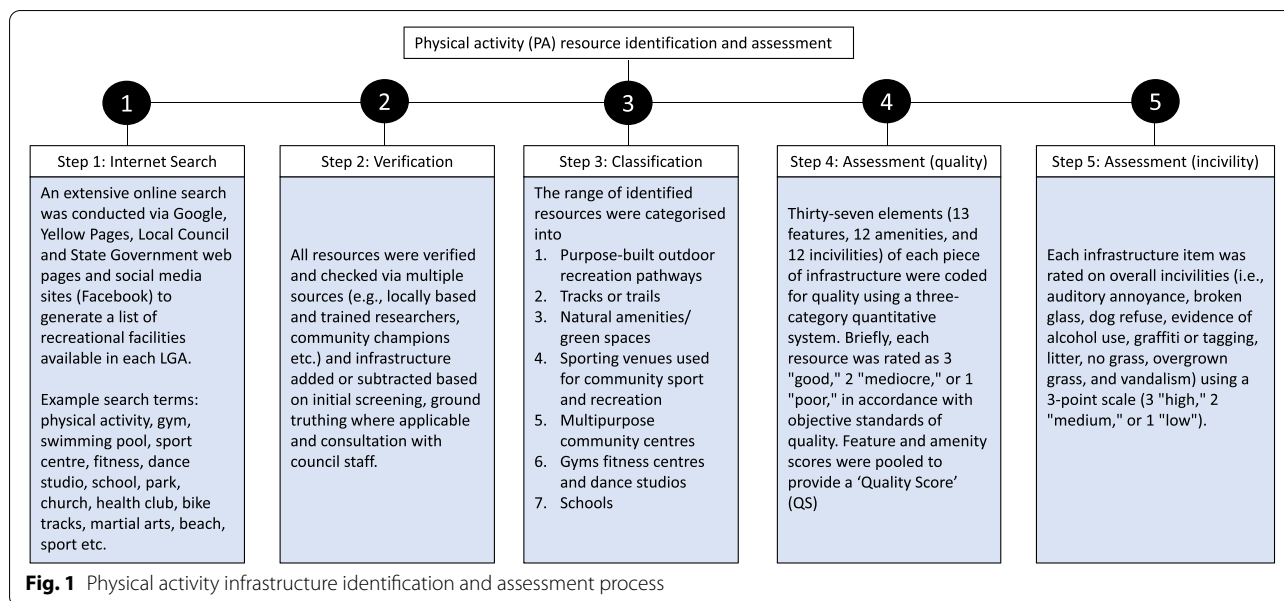 Physical activity (PA) resource identification and assessment
1
2
3
4
5
Step 1: Internet Search
An extensive online search
was conducted via Google,
Yellow Pages, Local Council
and State Government web
pages and social media
sites (Facebook) to
generate a list of
recreational facilities
available in each LGA.
Example search terms:
physical activity, gym,
swimming pool, sport
centre, fitness, dance
studio, school, park,
church, health club, bike
tracks, martial arts, beach,
sport etc.
Step 2: Verification
All resources were verified
and checked via multiple
sources (e.g., locally based
and trained researchers,
community champions
etc.) and infrastructure
added or subtracted based
on initial screening, ground
truthing where applicable
and consultation with
council staff.
Step 3: Classification
The range of identified
resources were categorised
into
1. Purpose-built outdoor
recreation pathways
2. Tracks or trails
3. Natural amenities/
green spaces
4. Sporting venues used
for community sport
and recreation
5. Multipurpose
community centres
6. Gyms fitness centres
and dance studios
7. Schools
Step 4: Assessment (quality)
Thirty-seven elements (13
features, 12 amenities, and
12 incivilities) of each piece
of infrastructure were coded
for quality using a three-
category quantitative
system. Briefly, each
resource was rated as 3
"good," 2 "mediocre," or 1
"poor," in accordance with
objective standards of
quality. Feature and amenity
scores were pooled to
provide a ‘Quality Score’
(QS)
Step 5: Assessment (incivility)
Each infrastructure item was
rated on overall incivilities (i.e.,
auditory annoyance, broken
glass, dog refuse, evidence of
alcohol use, graffiti or tagging,
litter, no grass, overgrown
grass, and vandalism) using a
3-point scale (3 "high," 2
"medium," or 1 "low").
Fig. 1 Physical activity infrastructure identification and assessment process